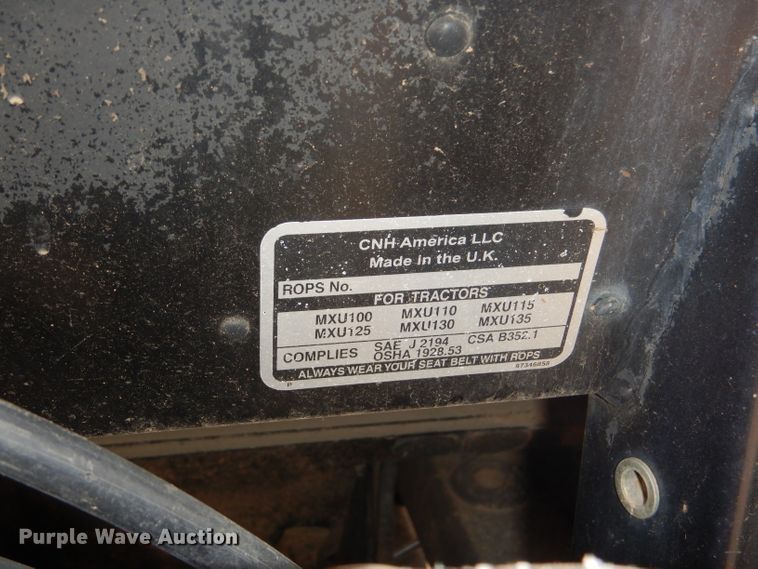 CNH America LLC
Made in the U.K.
ROPS No.
FOR TRACTORS
MXU100 MXU110 MXU115
MXU125 MXU130 MXU135
COMPLIES SAE J 2194 CSA B352.1
OSHA 1928.53
ALWAYS WEAR YOUR SEAT BELT WITH ROPS
P 87346858
Purple Wave Auction®